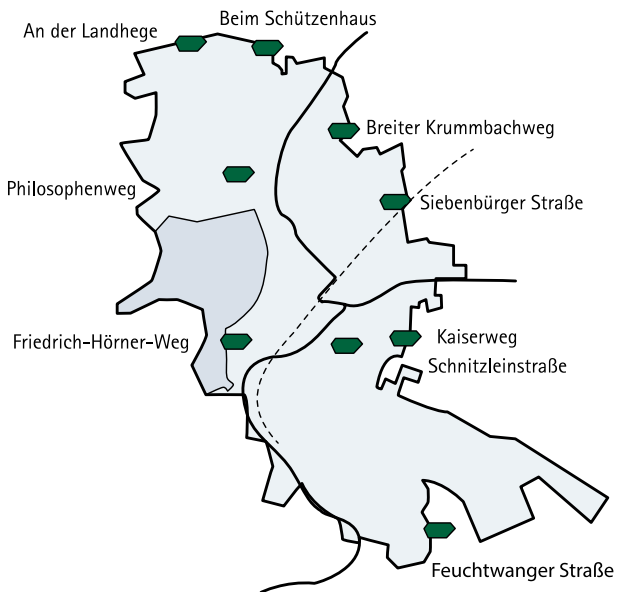 Beim Schützenhaus
An der Landhege
Breiter Krummbachweg
Philosophenweg
Siebenbürger Straße
Friedrich-Hörner-Weg
Kaiserweg
Schnitzleinstraße
Feuchtwanger Straße